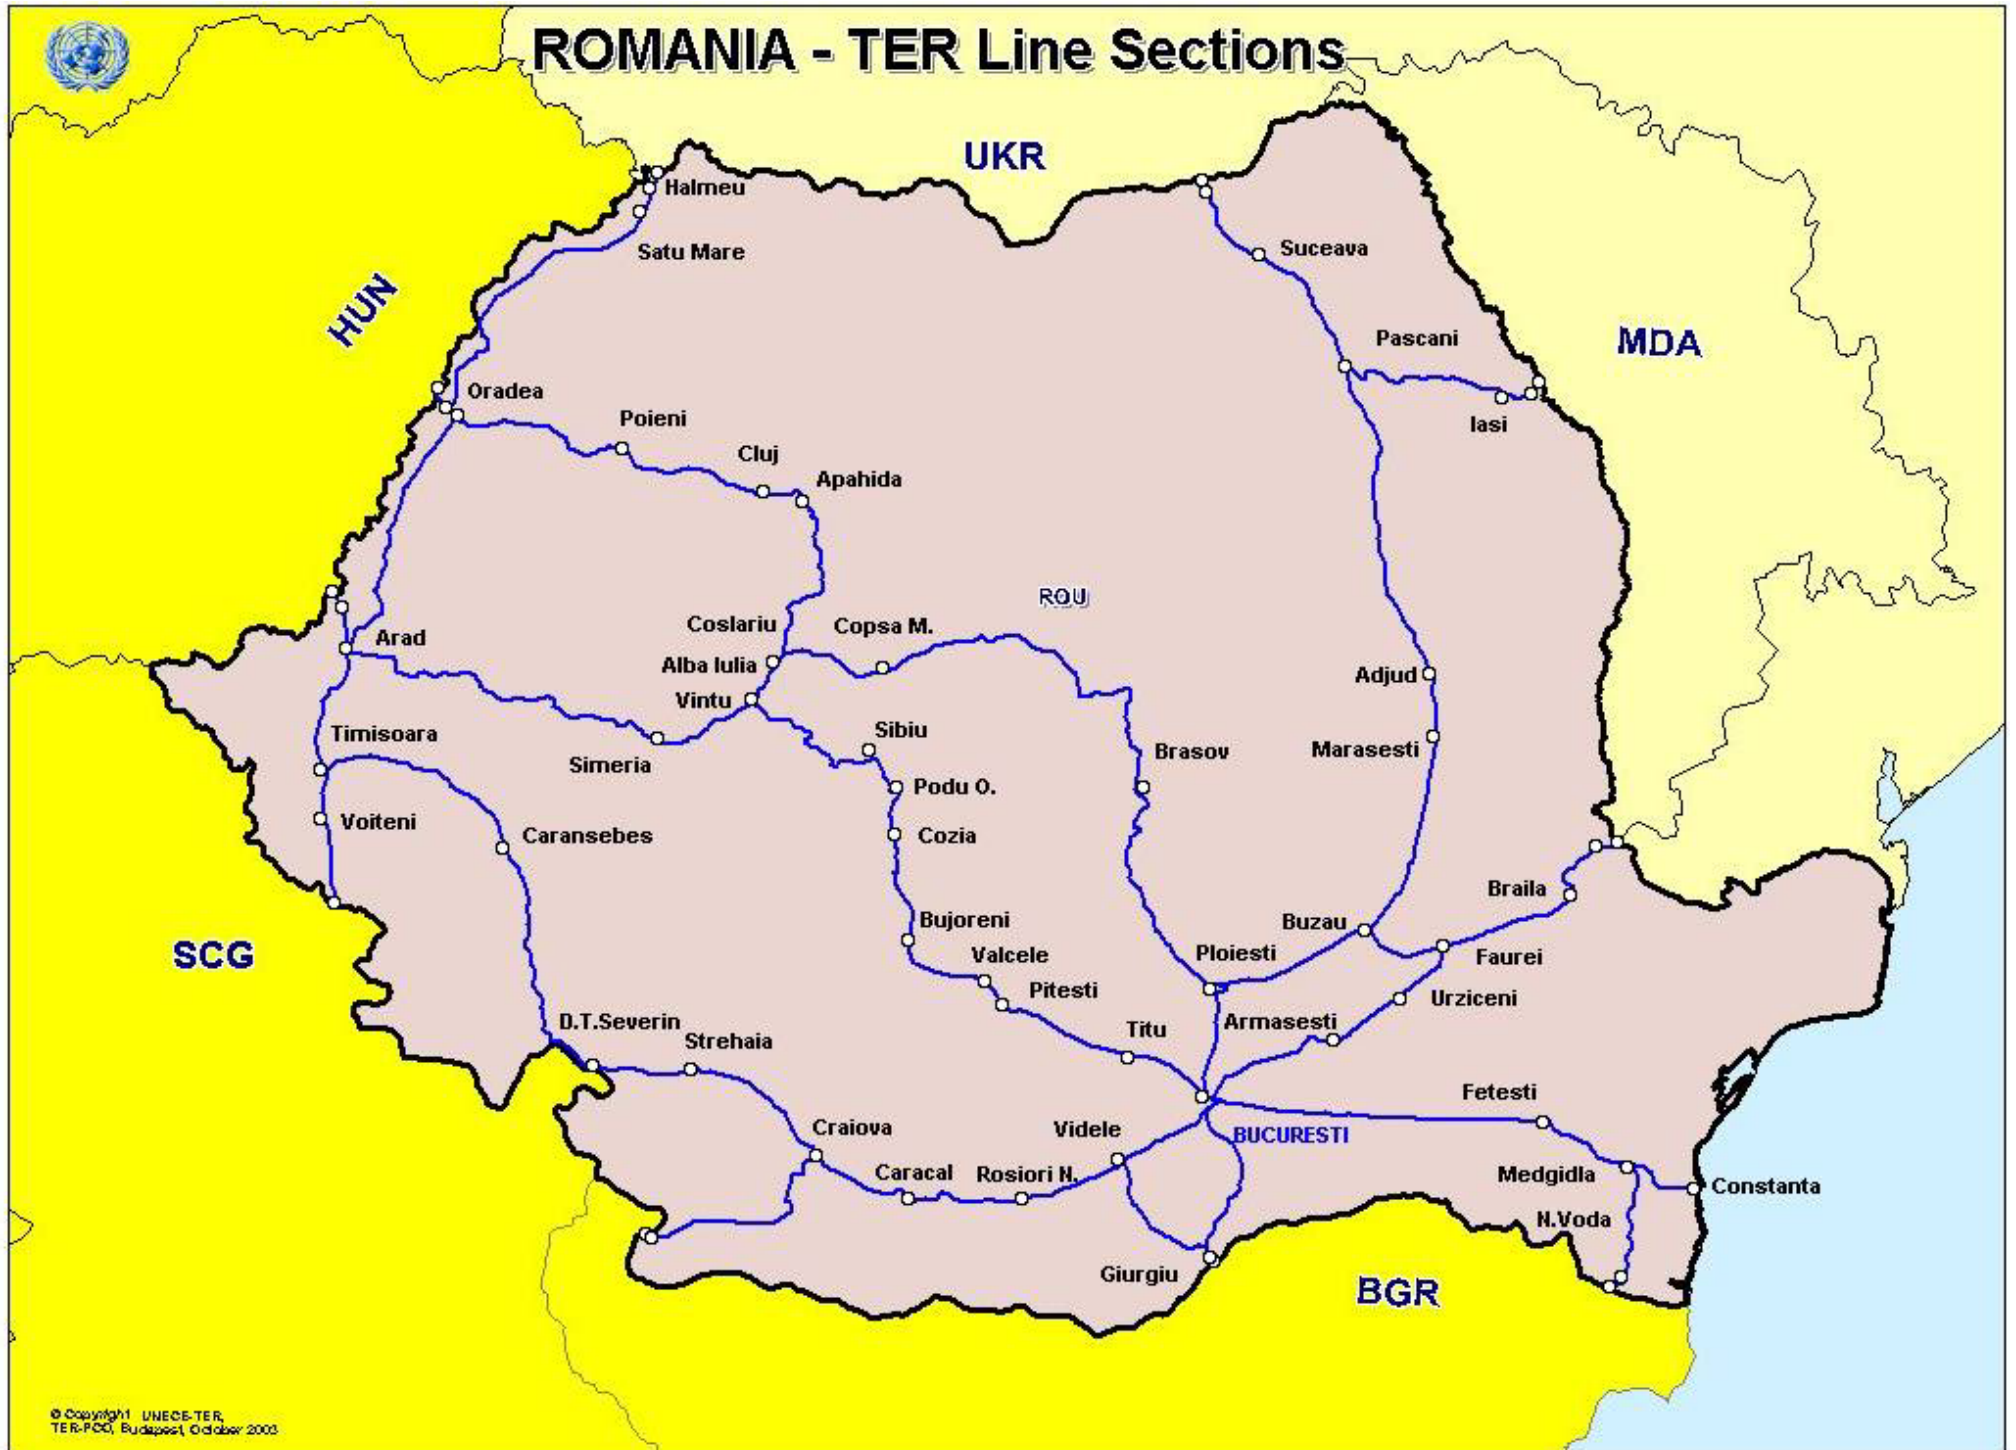 ROMANIA - TER Line Sections
UKR
Halmeu
Satu Mare
Suceava
HUN
Pascani
MDA
Oradea
Poieni
Iasi
Cluj
Apahida
ROU
Coslariu
Copsa M.
Arad
Alba Iulia
Adjud
Vintu
Timisoara
Sibiu
Brasov
Marasesti
Simeria
Podu O.
Voiteni
Caransebes
Cozia
Braila
Bujoreni
Buzau
SCG
Valcele
Ploiesti
Faurei
Pitesti
Urziceni
D.T.Severin
Strehaia
Titu
Armasesti
Fetesti
Craiova
Videle
BUCURESTI
Caracal
Rosiori N.
Medgidla
Constanta
N.Voda
Giurgiu
BGR
© Copyright UNECE-TER,
TER-PCO, Budapest, October 2003